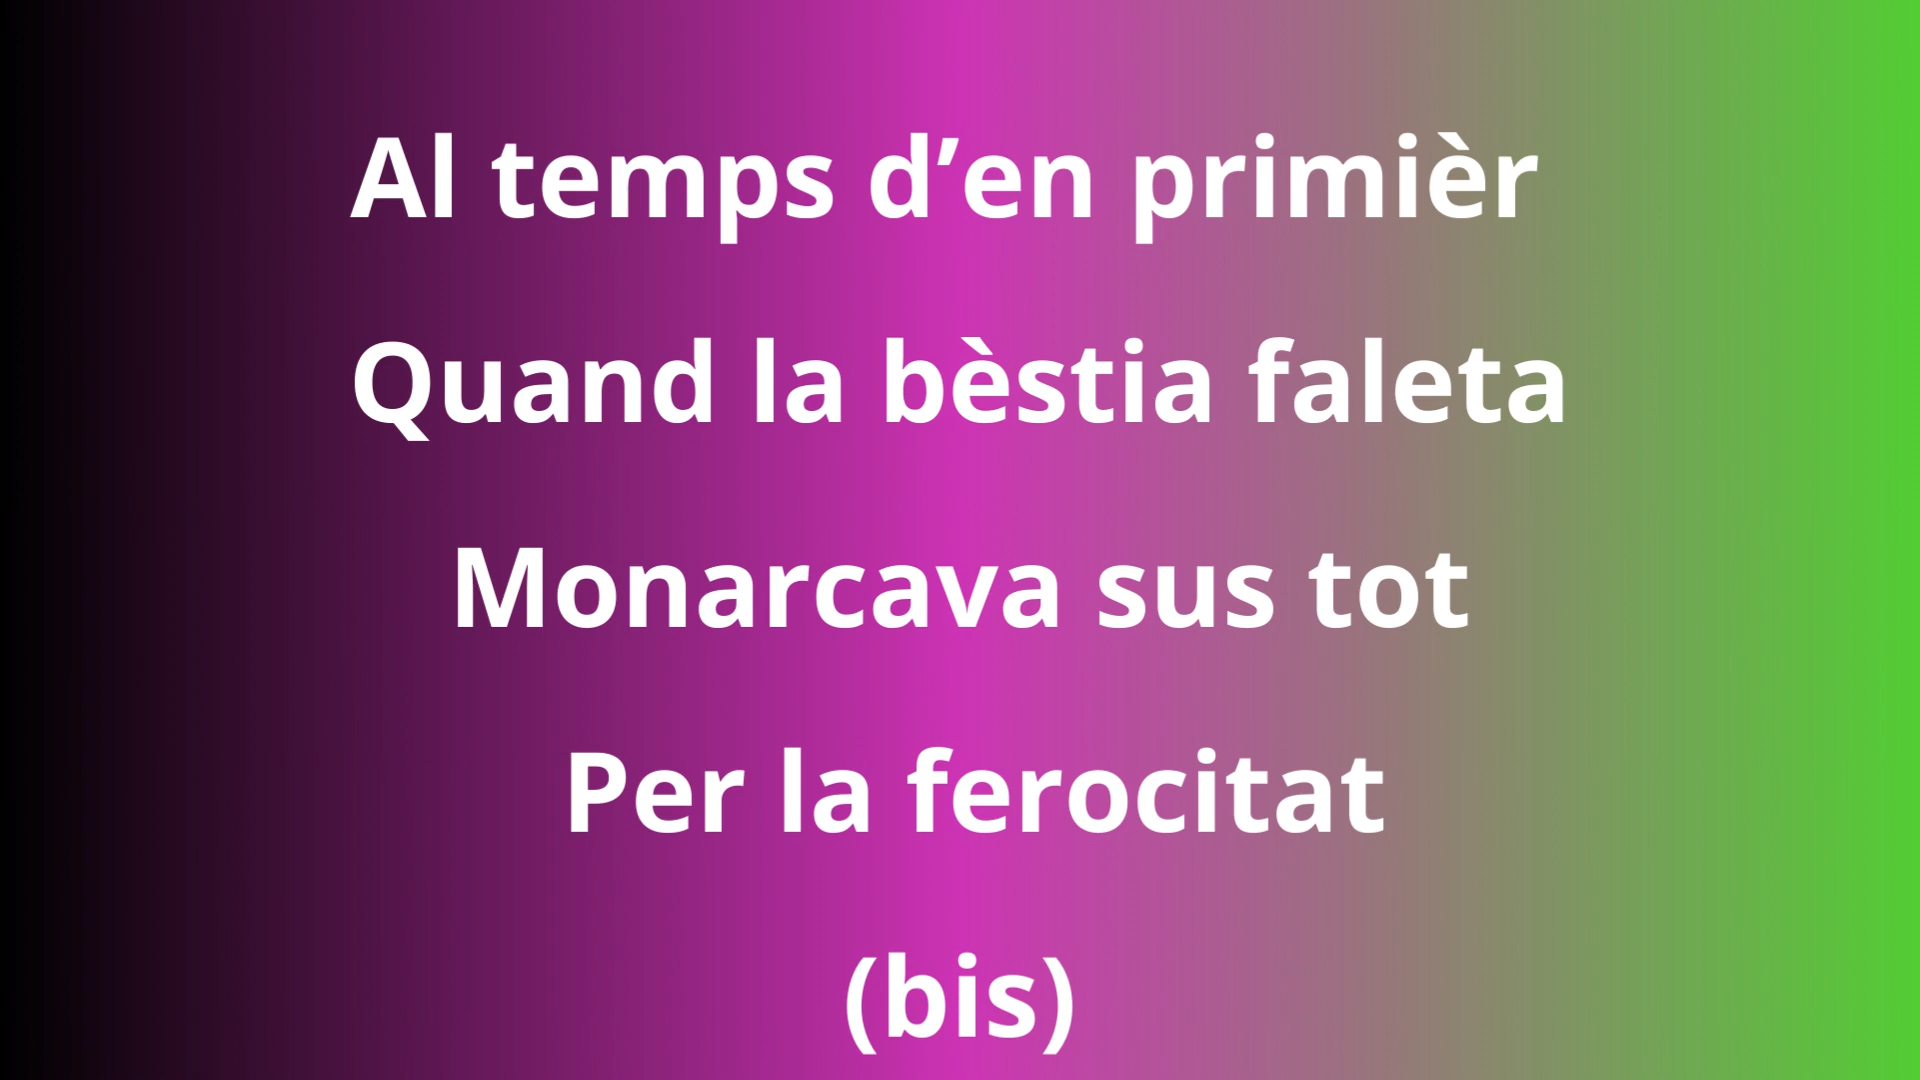 Al temps d’en primièr
Quand la bèstia faleta
Monarcava sus tot
Per la ferocitat
(bis)